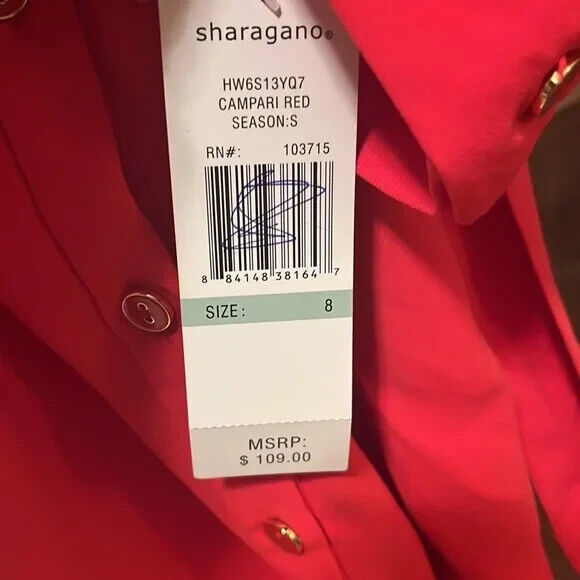 sharagano®
HW6S13YQ7
CAMPARI RED
SEASON:S
RN#: 103715
8 84148 38164 7
SIZE: 8
MSRP:
$ 109.00